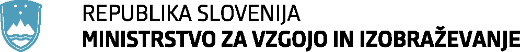 REPUBLIKA SLOVENIJA
MINISTRSTVO ZA VZGOJO IN IZOBRAŽEVANJE